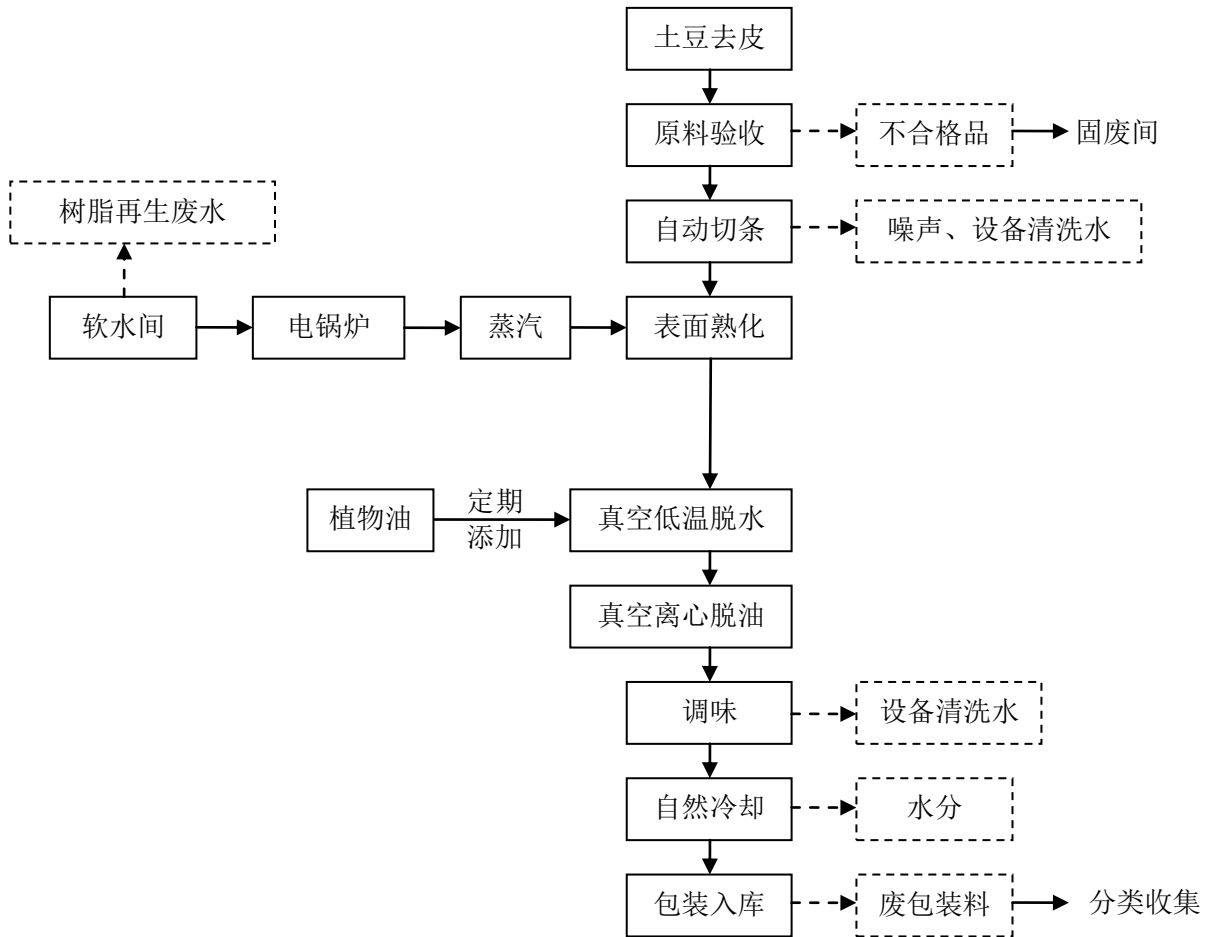 土豆去皮
原料验收
不合格品
固废间
树脂再生废水
自动切条
噪声、设备清洗水
软水间
电锅炉
蒸汽
表面熟化
植物油
定期
添加
真空低温脱水
真空离心脱油
调味
设备清洗水
自然冷却
水分
包装入库
废包装料
分类收集